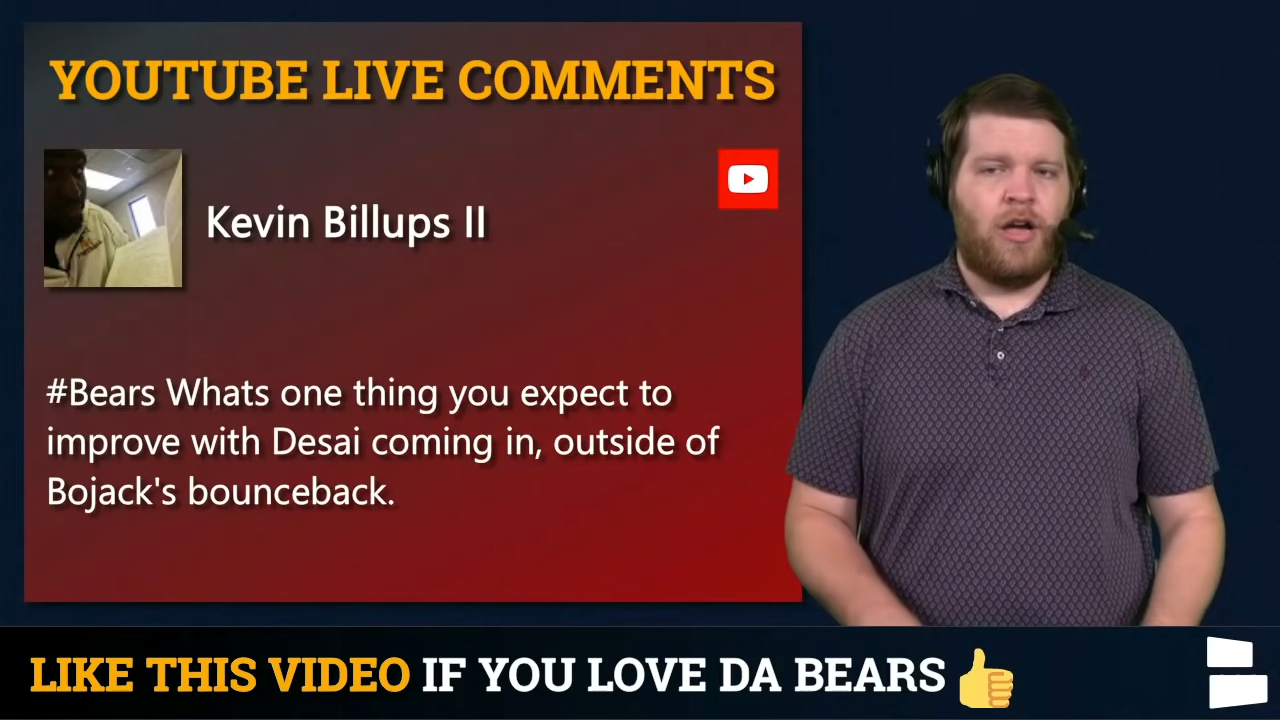 YOUTUBE LIVE COMMENTS
Kevin Billups II
#Bears Whats one thing you expect to
improve with Desai coming in, outside of
Bojack's bounceback.
LIKE THIS VIDEO IF YOU LOVE DA BEARS